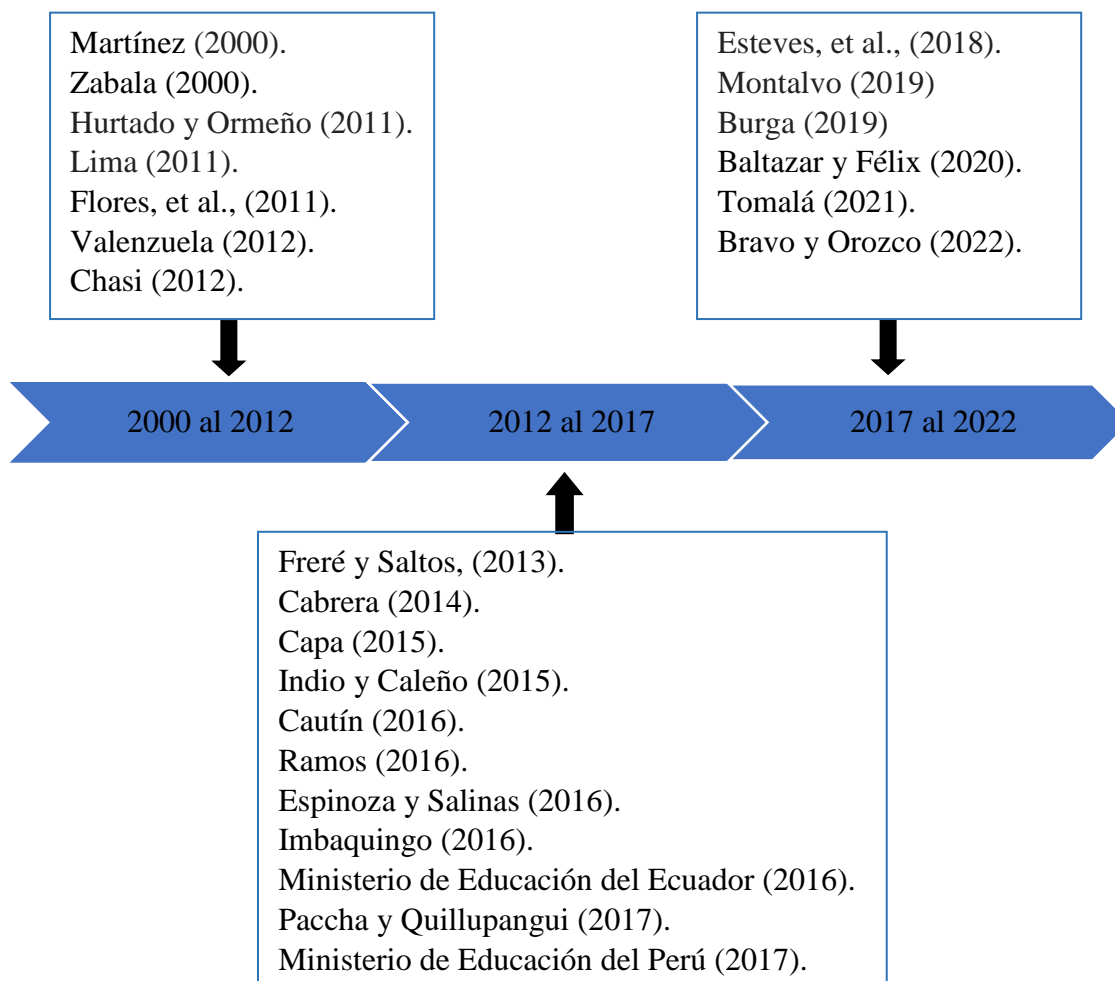 Martínez (2000).
Zabala (2000).
Hurtado y Ormeño (2011).
Lima (2011).
Flores, et al., (2011).
Valenzuela (2012).
Chasi (2012).
Esteves, et al., (2018).
Montalvo (2019)
Burga (2019)
Baltazar y Félix (2020).
Tomalá (2021).
Bravo y Orozco (2022).
2000 al 2012
2012 al 2017
2017 al 2022
Freré y Saltos, (2013).
Cabrera (2014).
Capa (2015).
Indio y Caleño (2015).
Cautín (2016).
Ramos (2016).
Espinoza y Salinas (2016).
Imbaquingo (2016).
Ministerio de Educación del Ecuador (2016).
Paccha y Quillupangui (2017).
Ministerio de Educación del Perú (2017).